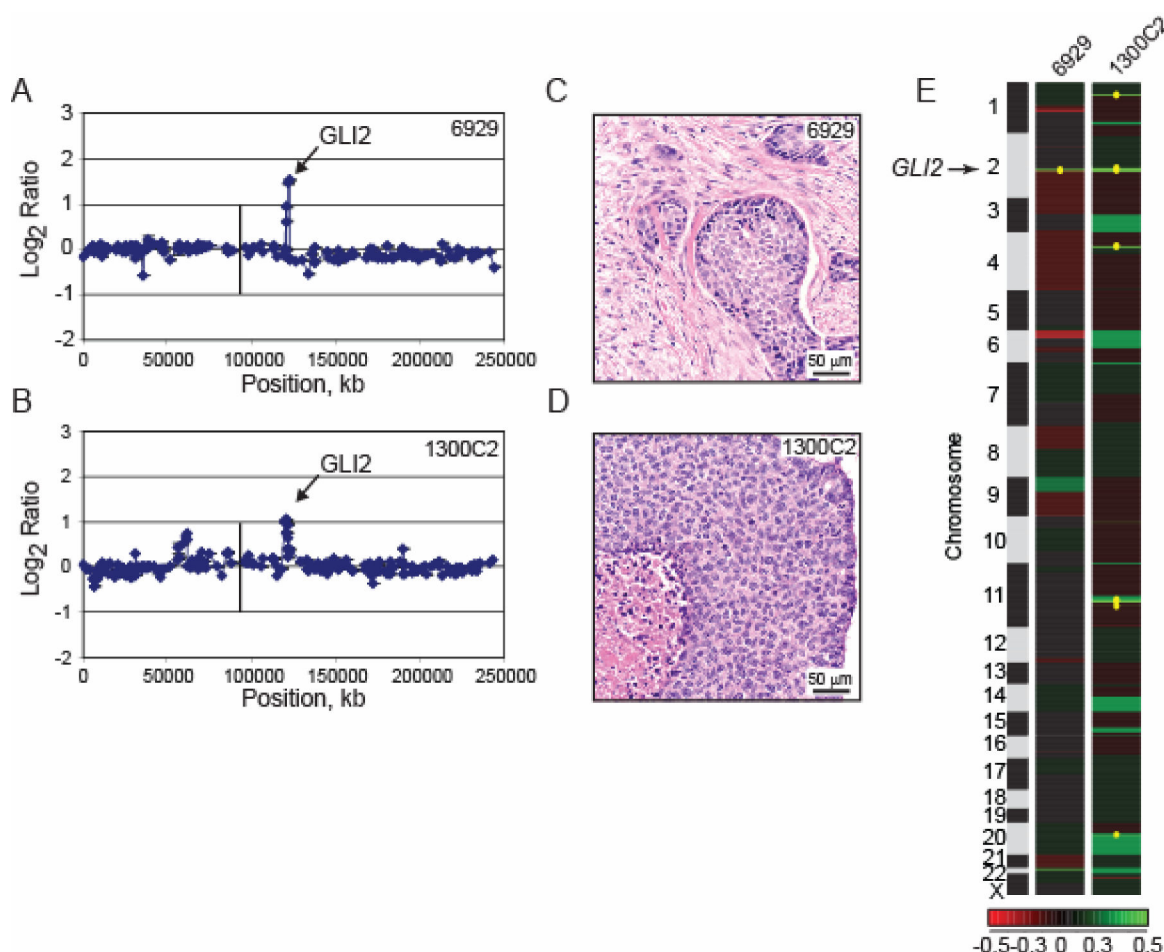 A
3
2
1
0
-1
-2
Log2 Ratio
6929
GLI2
0
50000
100000
150000
200000
250000
Position, kb
B
3
2
1
0
-1
-2
Log2 Ratio
1300C2
GLI2
0
50000
100000
150000
200000
250000
Position, kb
C
6929
50 µm
D
1300C2
50 µm
E
6929
1300C2
GLI2
Chromosome
1
2
3
4
5
6
7
8
9
10
11
12
13
14
15
16
17
18
19
20
21
22
X
-0.5 -0.3 0 0.3 0.5